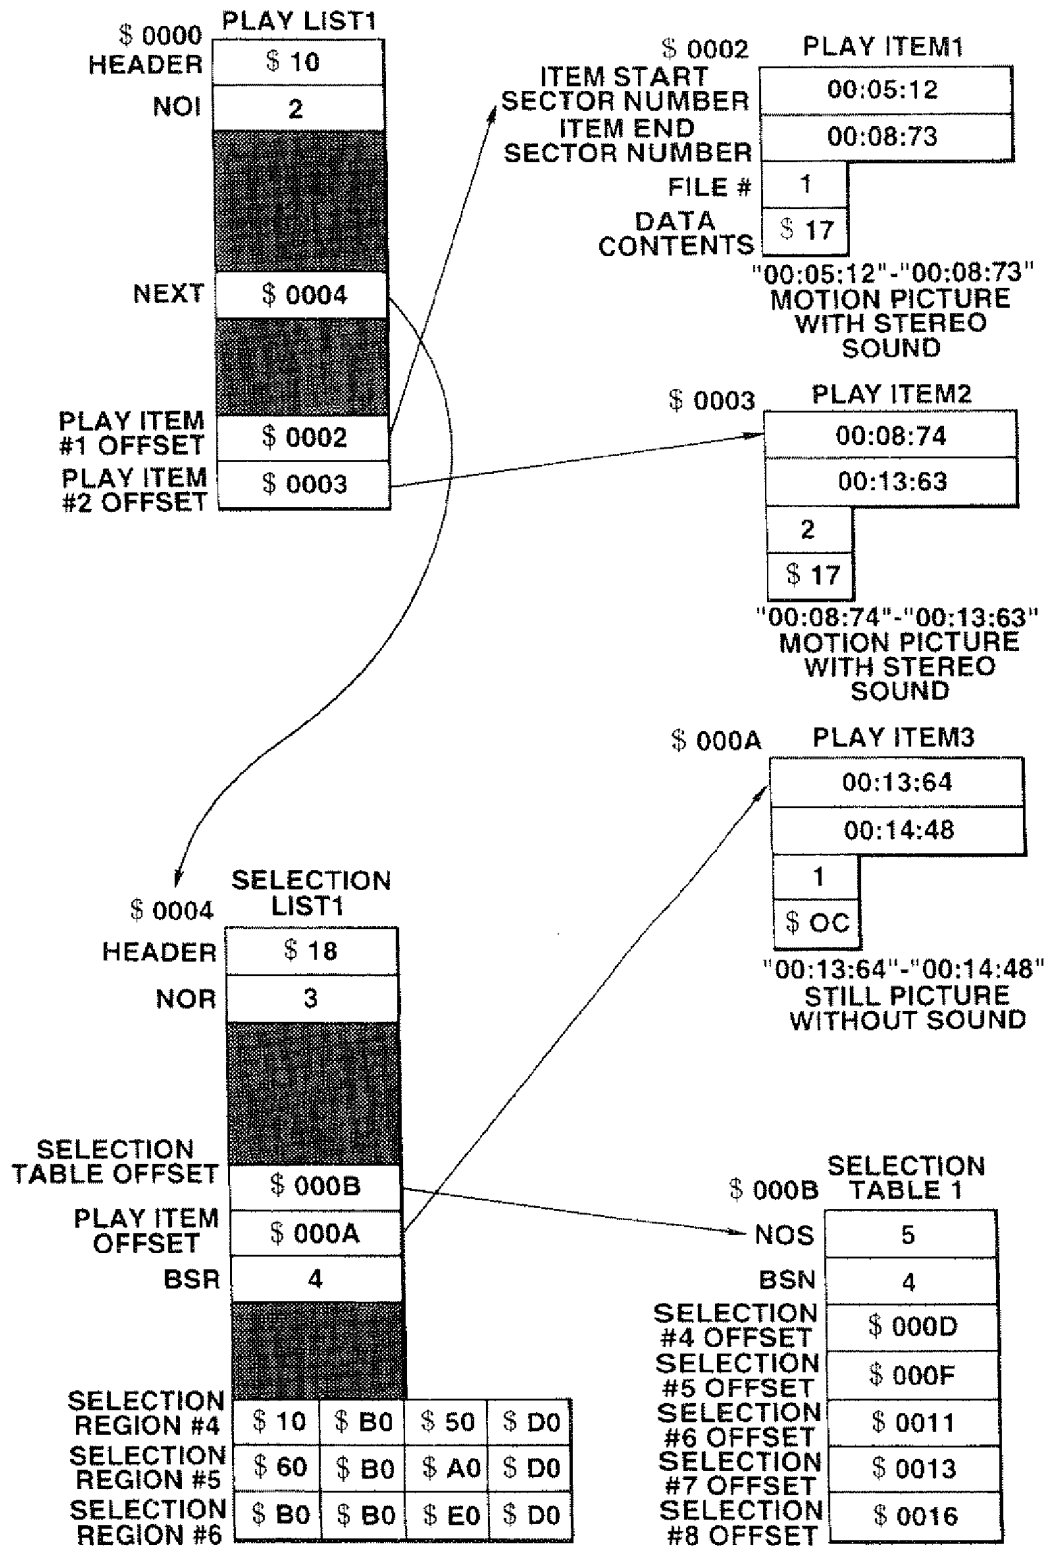 PLAY LIST1
$ 0000
HEADER $ 10
NOI 2
NEXT $ 0004
PLAY ITEM
#1 OFFSET $ 0002
PLAY ITEM
#2 OFFSET $ 0003
$ 0002 PLAY ITEM1
ITEM START
SECTOR NUMBER 00:05:12
ITEM END
SECTOR NUMBER 00:08:73
FILE # 1
DATA
CONTENTS $ 17
"00:05:12"-"00:08:73"
MOTION PICTURE
WITH STEREO
SOUND
$ 0003 PLAY ITEM2
00:08:74
00:13:63
2
$ 17
"00:08:74"-"00:13:63"
MOTION PICTURE
WITH STEREO
SOUND
$ 000A PLAY ITEM3
00:13:64
00:14:48
1
$ OC
"00:13:64"-"00:14:48"
STILL PICTURE
WITHOUT SOUND
SELECTION
LIST1
$ 0004
HEADER $ 18
NOR 3
SELECTION
TABLE OFFSET $ 000B
PLAY ITEM
OFFSET $ 000A
BSR 4
SELECTION
REGION #4 $ 10 $ B0 $ 50 $ D0
SELECTION
REGION #5 $ 60 $ B0 $ A0 $ D0
SELECTION
REGION #6 $ B0 $ B0 $ E0 $ D0
SELECTION
$ 000B TABLE 1
NOS 5
BSN 4
SELECTION
#4 OFFSET $ 000D
SELECTION
#5 OFFSET $ 000F
SELECTION
#6 OFFSET $ 0011
SELECTION
#7 OFFSET $ 0013
SELECTION
#8 OFFSET $ 0016